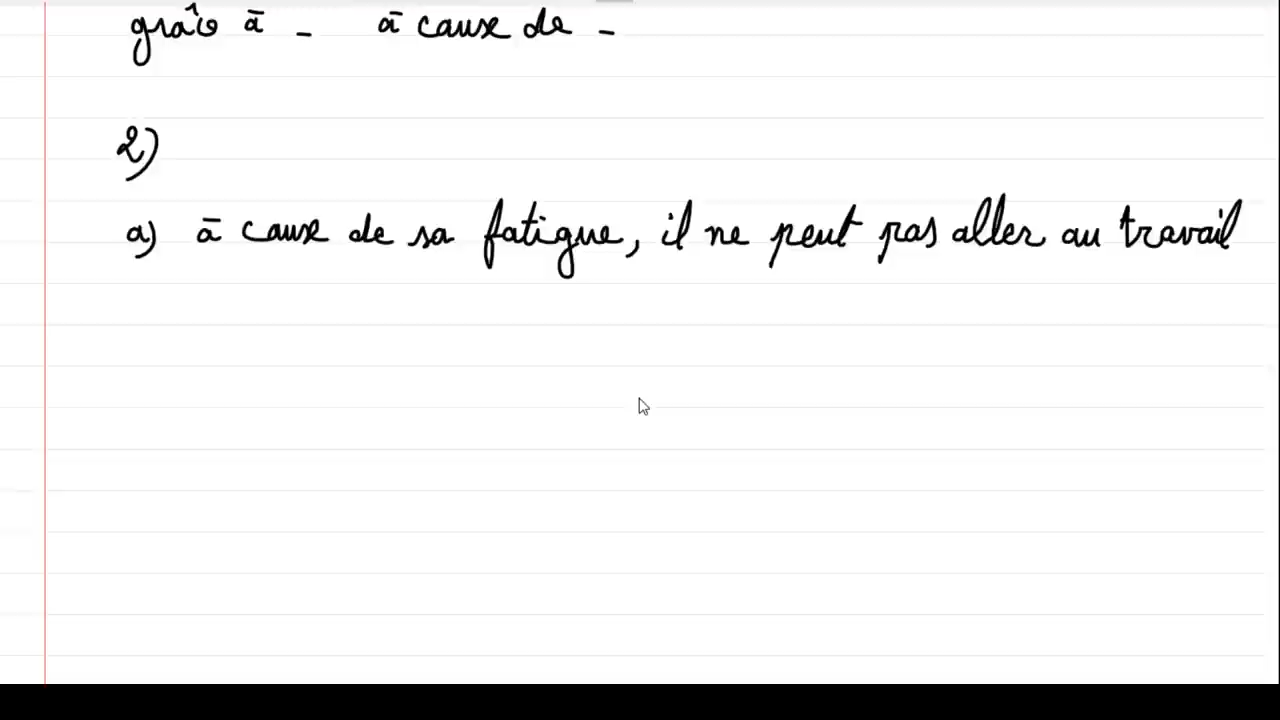 grâce à - à cause de -
2)
a) à cause de sa fatigue, il ne peut pas aller au travail